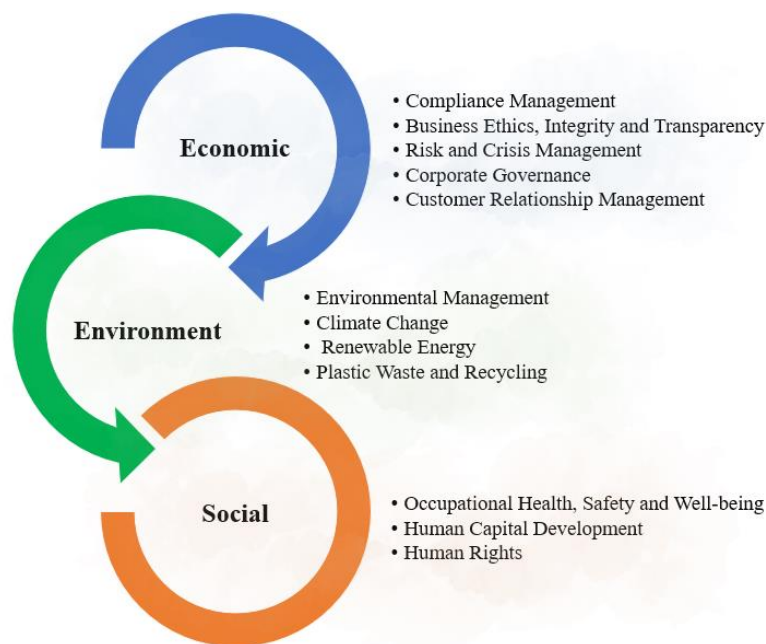 Economic
• Compliance Management
• Business Ethics, Integrity and Transparency
• Risk and Crisis Management
• Corporate Governance
• Customer Relationship Management
Environment
• Environmental Management
• Climate Change
• Renewable Energy
• Plastic Waste and Recycling
Social
• Occupational Health, Safety and Well-being
• Human Capital Development
• Human Rights